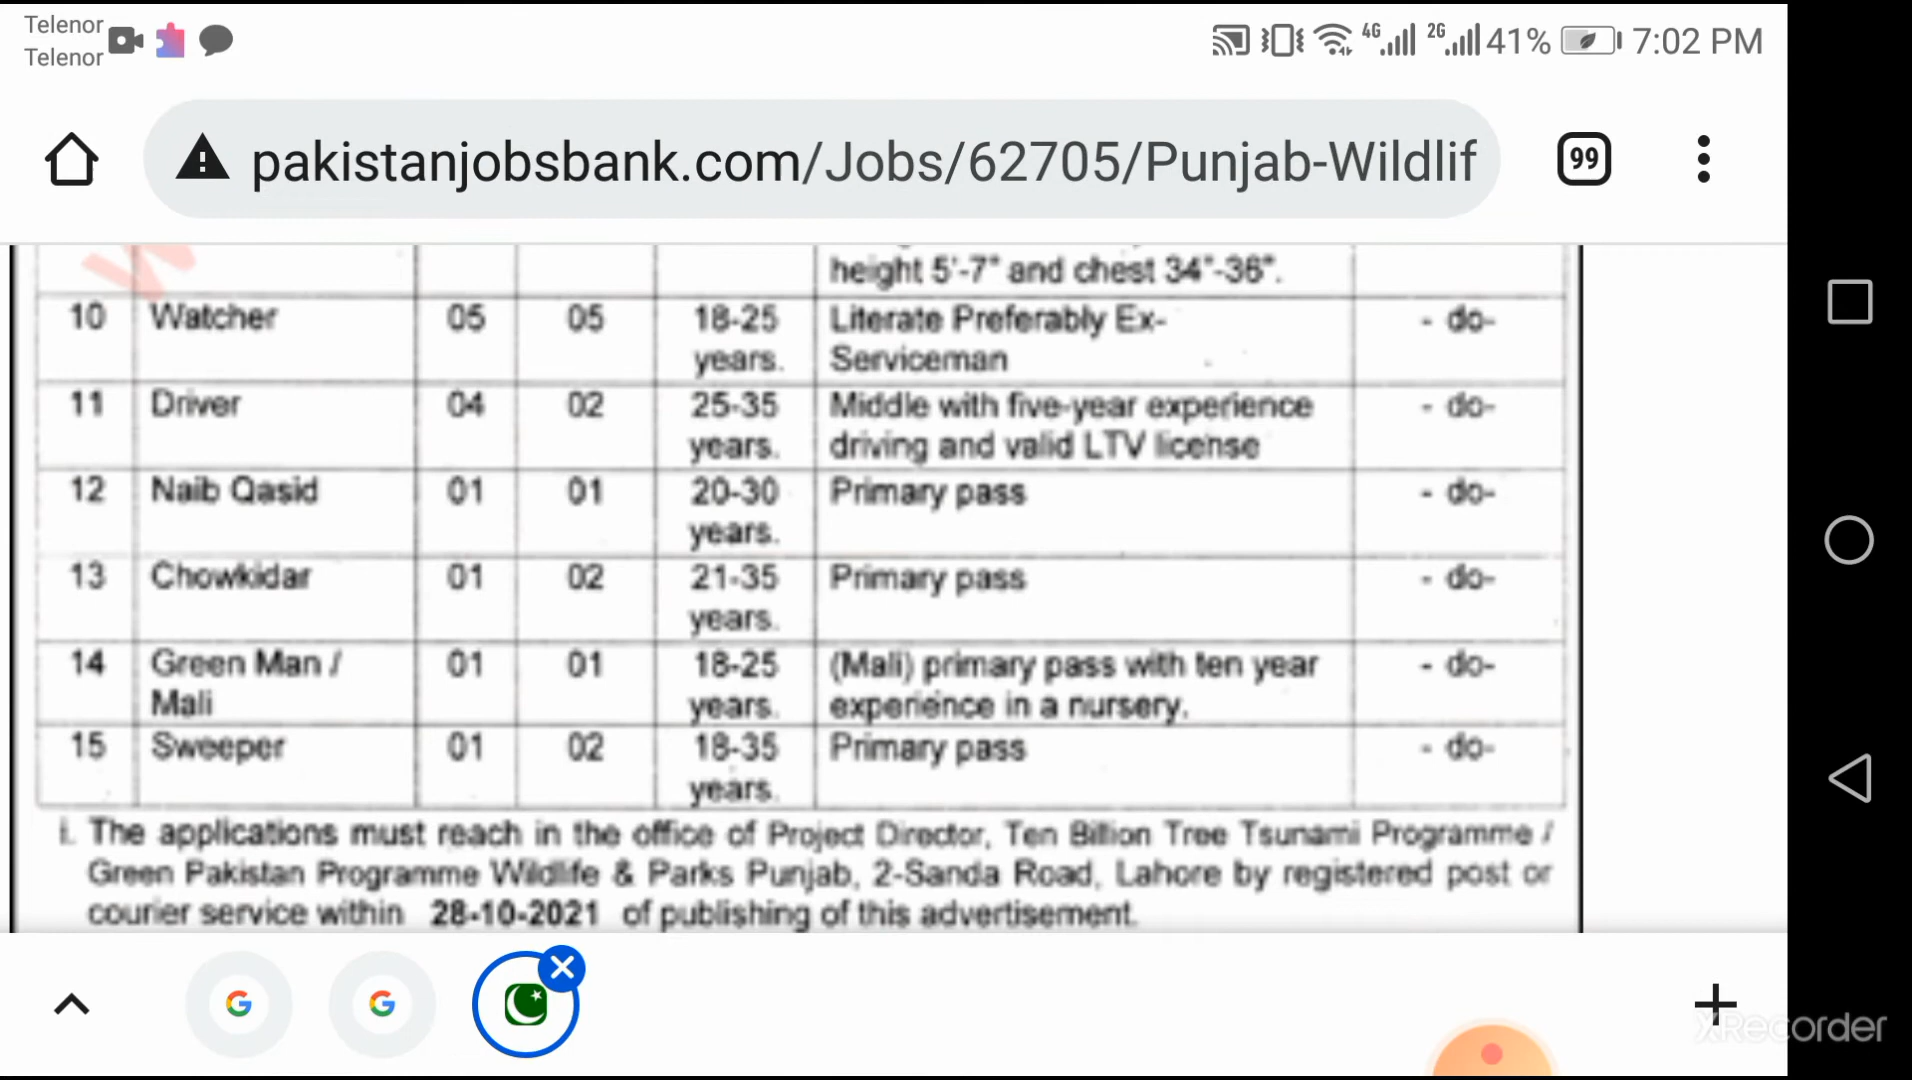 Telenor
Telenor
4G 2G 41% 7:02 PM
pakistanjobsbank.com/Jobs/62705/Punjab-Wildlif
99
W
height 5'-7" and chest 34"-36".
10 Watcher 05 05 18-25 Literate Preferably Ex- - do-
years. Serviceman
11 Driver 04 02 25-35 Middle with five-year experience - do-
years. driving and valid LTV license
12 Naib Qasid 01 01 20-30 Primary pass - do-
years.
13 Chowkidar 01 02 21-35 Primary pass - do-
years.
14 Green Man / 01 01 18-25 (Mali) primary pass with ten year - do-
Mali years. experience in a nursery.
15 Sweeper 01 02 18-35 Primary pass - do-
years.
i. The applications must reach in the office of Project Director, Ten Billion Tree Tsunami Programme /
Green Pakistan Programme Wildlife & Parks Punjab, 2-Sanda Road, Lahore by registered post or
courier service within 28-10-2021 of publishing of this advertisement.
XRecorder